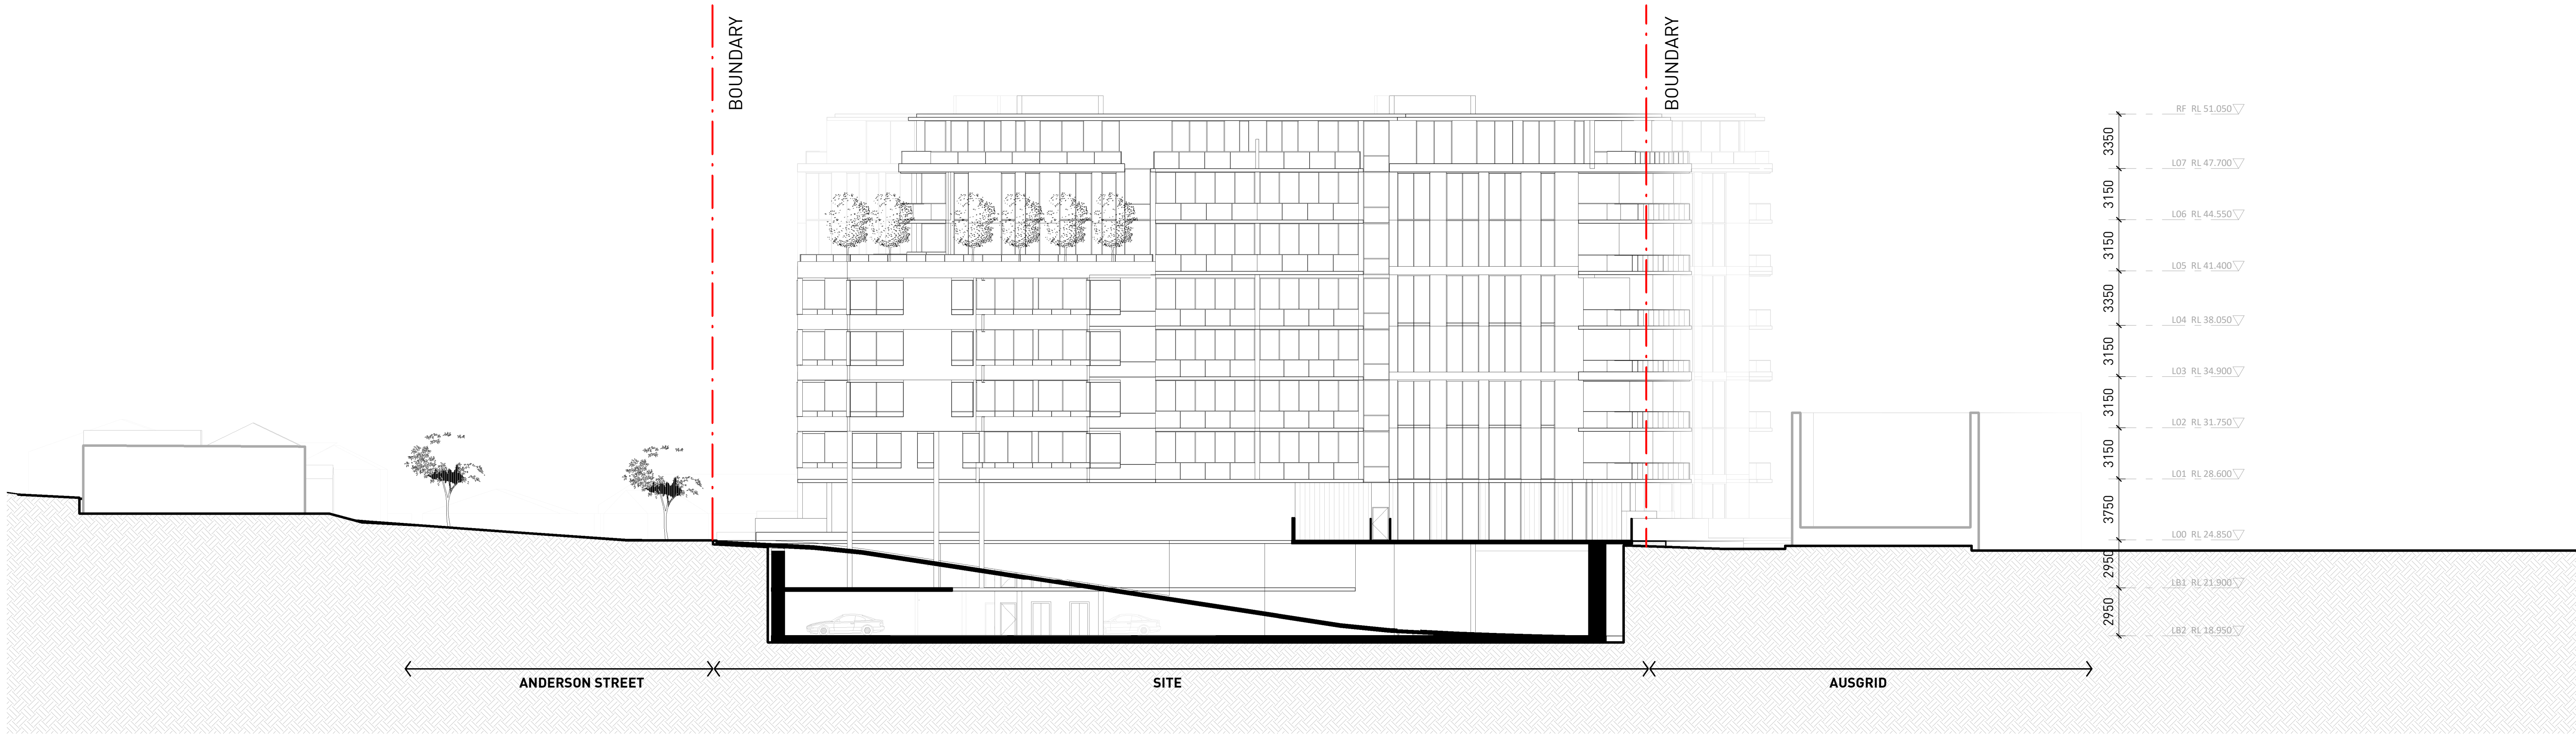 BOUNDARY
BOUNDARY
RF RL 51.050
3350
L07 RL 47.700
3150
L06 RL 44.550
3150
L05 RL 41.400
3350
L04 RL 38.050
3150
L03 RL 34.900
3150
L02 RL 31.750
3150
L01 RL 28.600
3750
L00 RL 24.850
2950
LB1 RL 21.900
2950
LB2 RL 18.950
ANDERSON STREET
SITE
AUSGRID